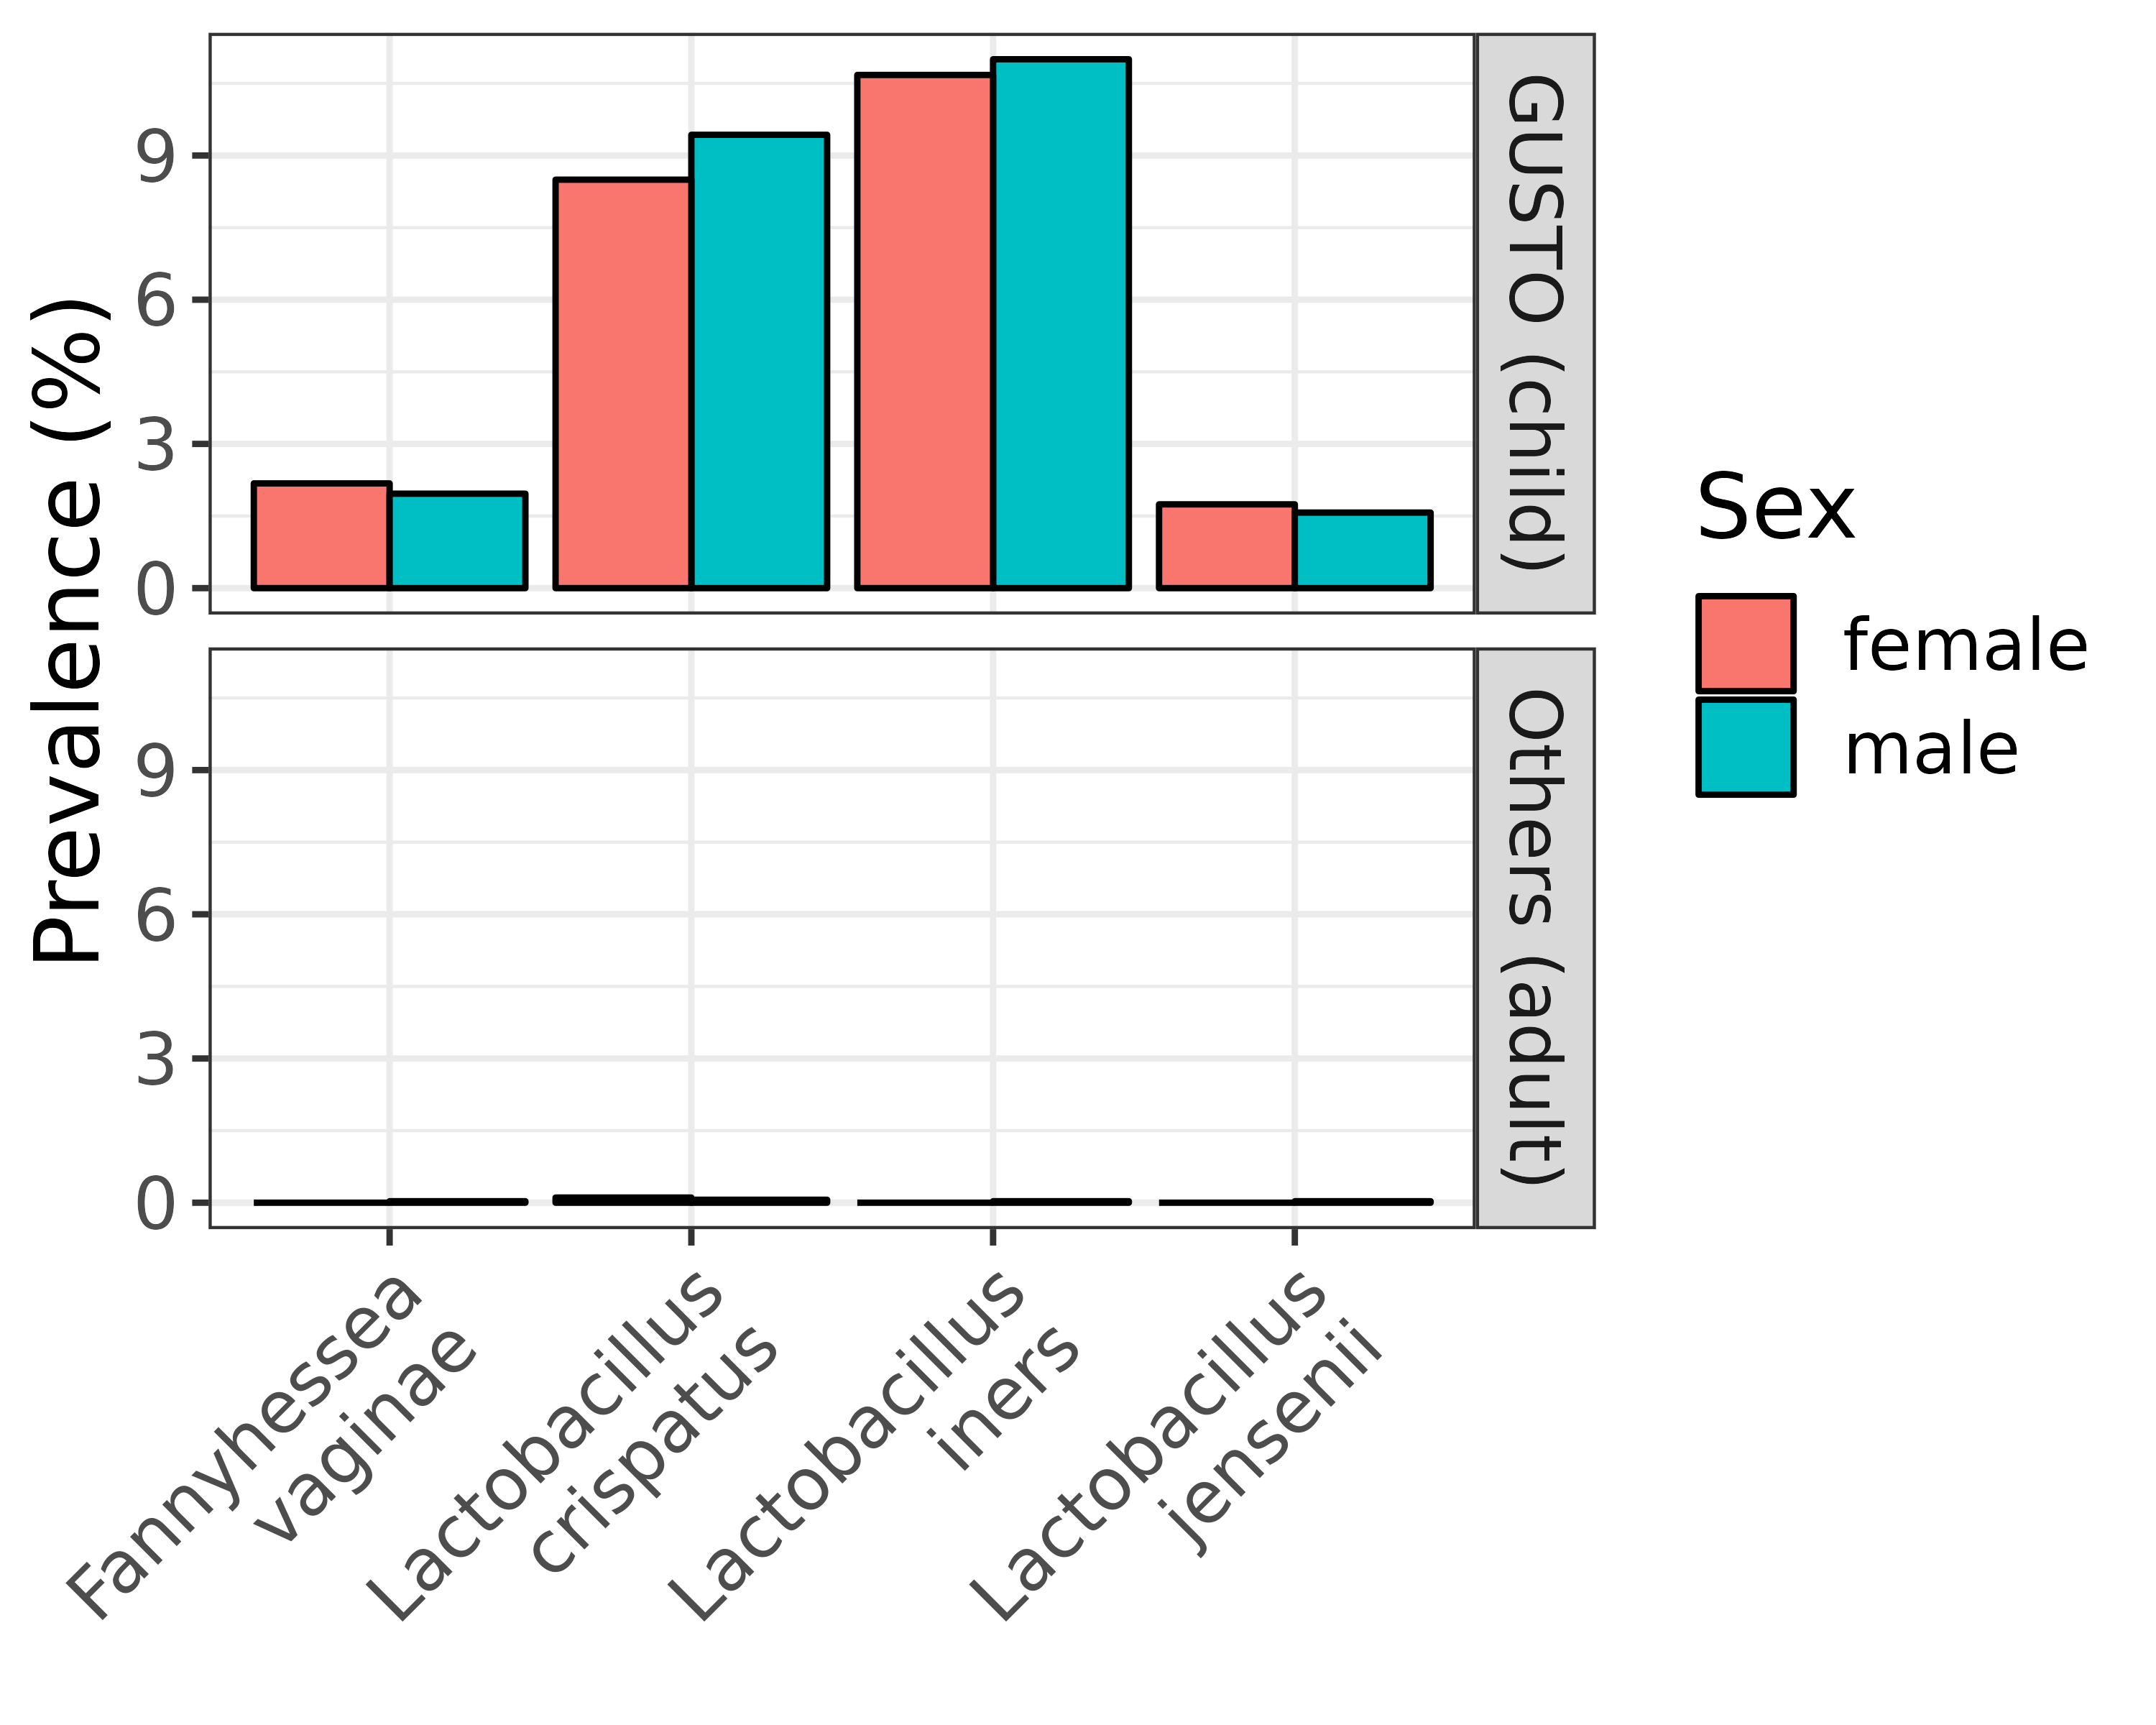 Prevalence (%)
9
6
3
0
GUSTO (child)
9
6
3
0
Others (adult)
Fannyhessea
vaginae
Lactobacillus
crispatus
Lactobacillus
iners
Lactobacillus
jensenii
Sex
female
male